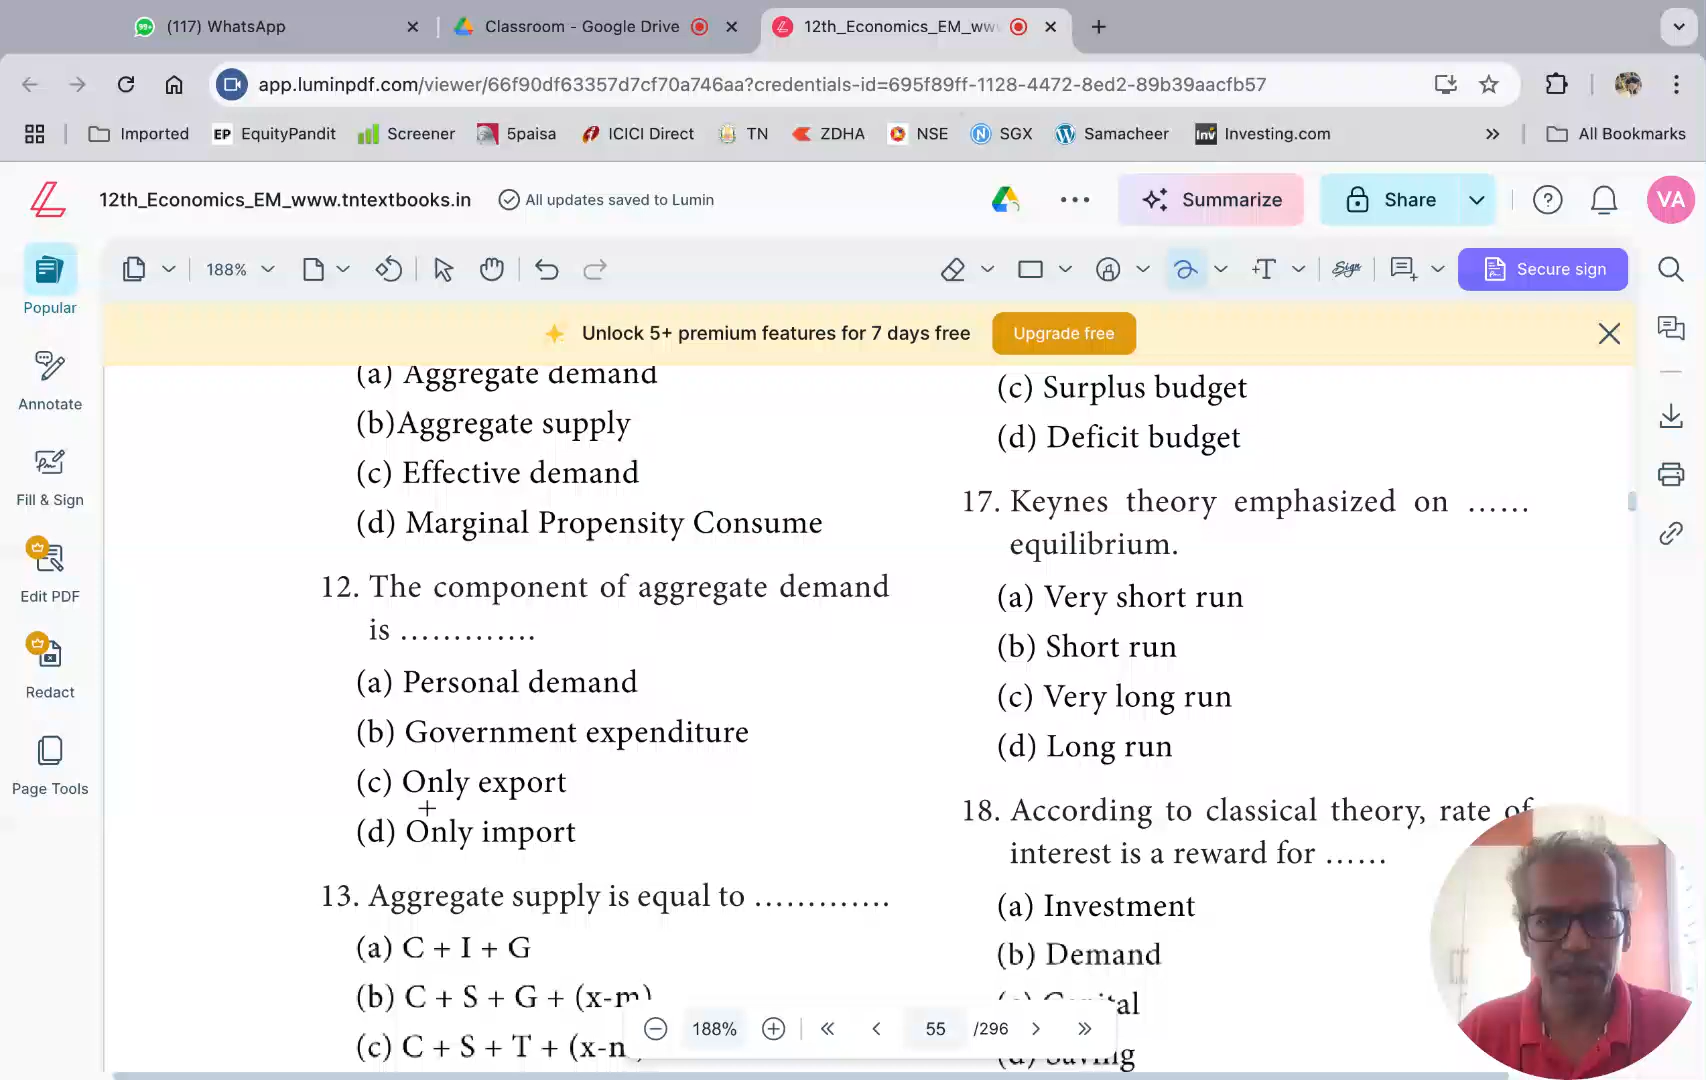 (117) WhatsApp
Classroom - Google Drive
12th_Economics_EM_ww
app.luminpdf.com/viewer/66f90df63357d7cf70a746aa?credentials-id=695f89ff-1128-4472-8ed2-89b39aacfb57
Imported
EP EquityPandit
Screener
5paisa
ICICI Direct
TN
ZDHA
NSE
SGX
Samacheer
Inv Investing.com
All Bookmarks
12th_Economics_EM_www.tntextbooks.in
All updates saved to Lumin
Summarize
Share
VA
188%
Sign
Secure sign
Popular
Annotate
Fill & Sign
Edit PDF
Redact
Page Tools
Unlock 5+ premium features for 7 days free
Upgrade free
(a) Aggregate demand
(b)Aggregate supply
(c) Effective demand
(d) Marginal Propensity Consume
12. The component of aggregate demand
is .............
(a) Personal demand
(b) Government expenditure
(c) Only export
(d) Only import
13. Aggregate supply is equal to .............
(a) C + I + G
(b) C + S + G + (x-m)
(c) C + S + T + (x-m
(c) Surplus budget
(d) Deficit budget
17. Keynes theory emphasized on ......
equilibrium.
(a) Very short run
(b) Short run
(c) Very long run
(d) Long run
18. According to classical theory, rate of
interest is a reward for ......
(a) Investment
(b) Demand
(c) Capital
(d) Saving
188%
55 /296